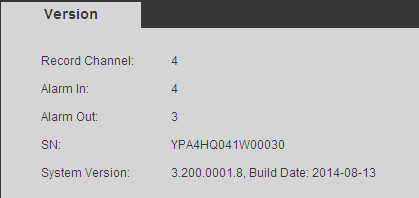 Version
Record Channel: 4
Alarm In: 4
Alarm Out: 3
SN: YPA4HQ041W00030
System Version: 3.200.0001.8, Build Date: 2014-08-13